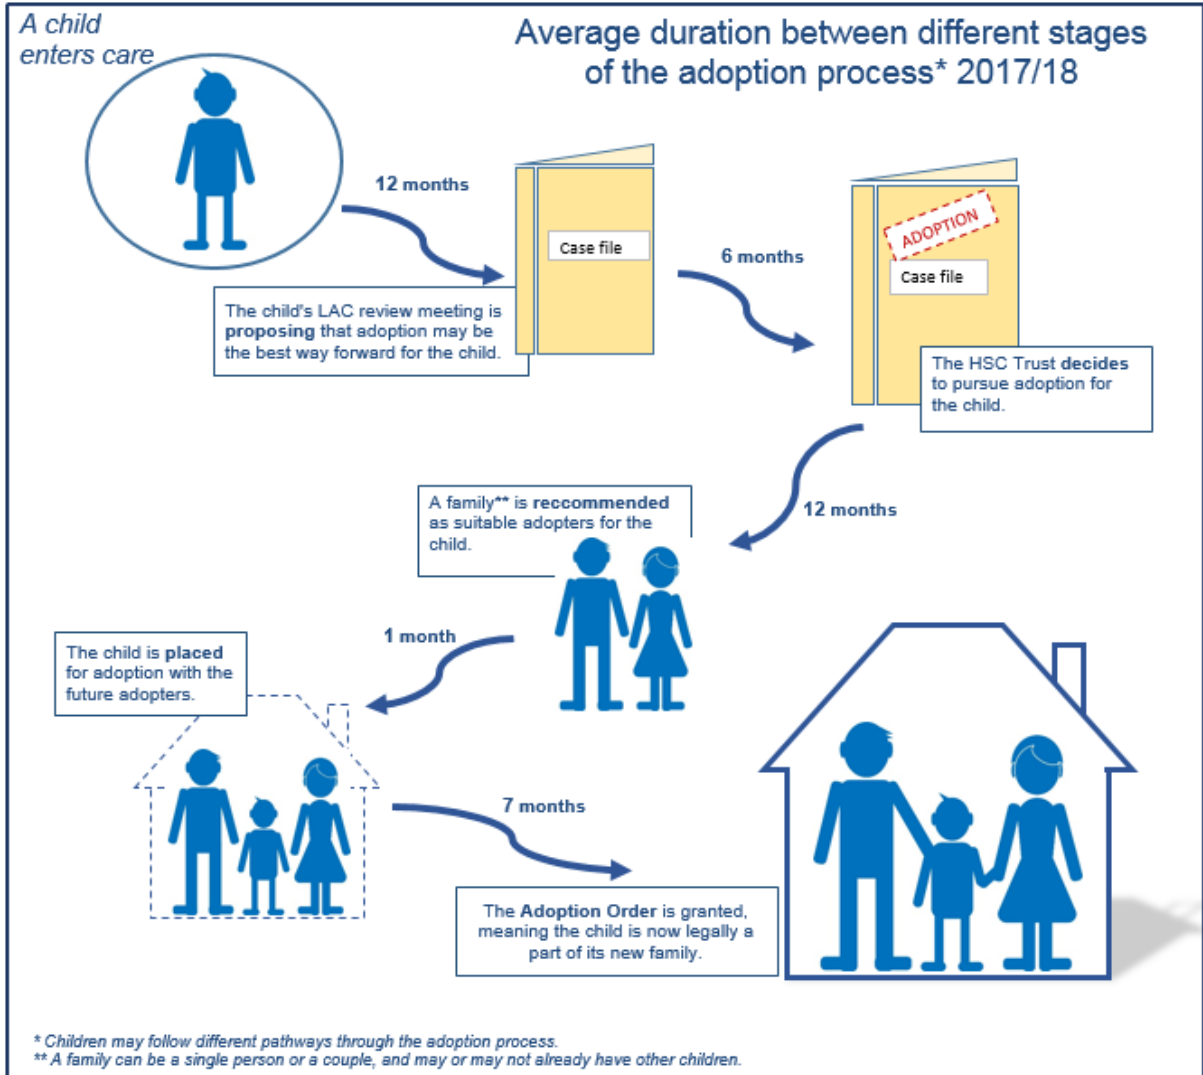 A child
enters care
Average duration between different stages
of the adoption process* 2017/18
12 months
Case file
The child's LAC review meeting is
proposing that adoption may be
the best way forward for the child.
6 months
ADOPTION
Case file
The HSC Trust decides
to pursue adoption for
the child.
12 months
A family** is reccommended
as suitable adopters for the
child.
1 month
The child is placed
for adoption with the
future adopters.
7 months
The Adoption Order is granted,
meaning the child is now legally a
part of its new family.
* Children may follow different pathways through the adoption process.
** A family can be a single person or a couple, and may or may not already have other children.